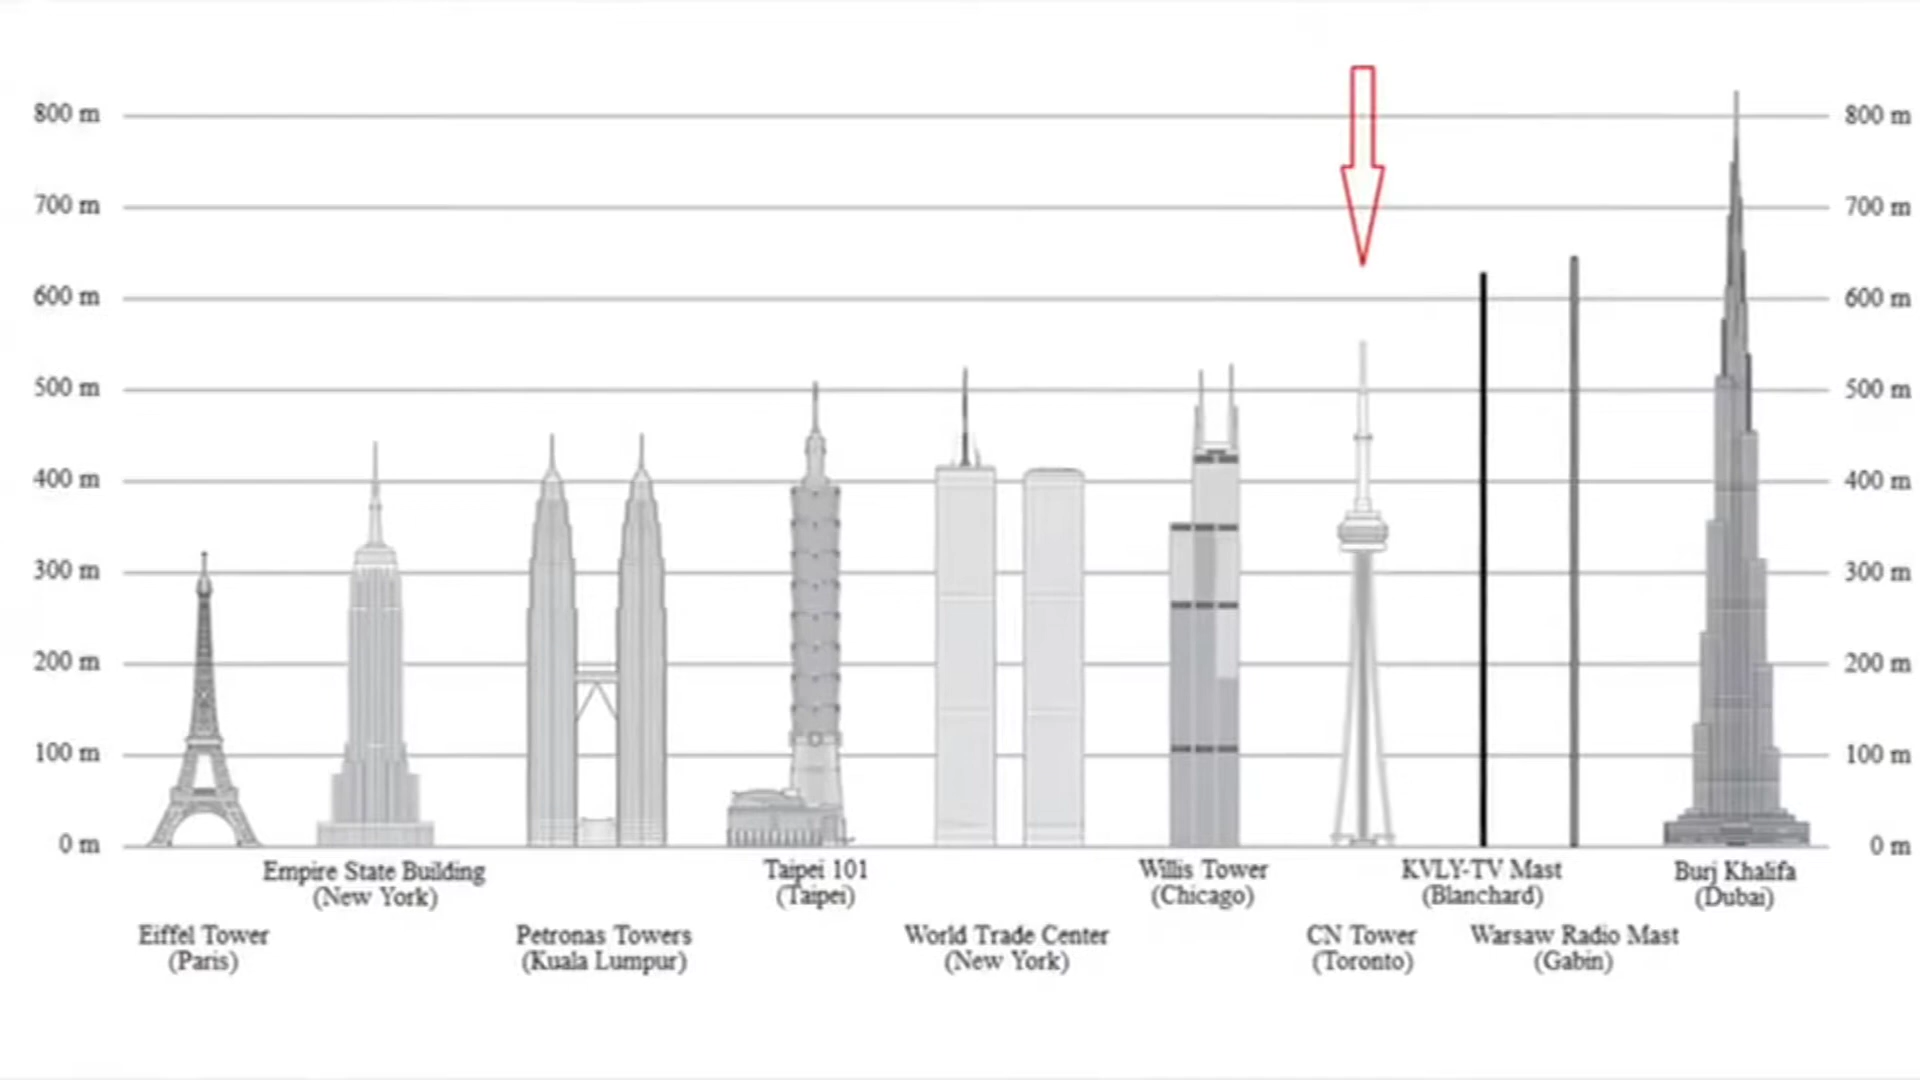 800 m
800 m
700 m
700 m
600 m
600 m
500 m
500 m
400 m
400 m
300 m
300 m
200 m
200 m
100 m
100 m
0 m
0 m
Empire State Building
(New York)
Taipei 101
(Taipei)
Willis Tower
(Chicago)
KVLY-TV Mast
(Blanchard)
Burj Khalifa
(Dubai)
Eiffel Tower
(Paris)
Petronas Towers
(Kuala Lumpur)
World Trade Center
(New York)
CN Tower
(Toronto)
Warsaw Radio Mast
(Gabin)